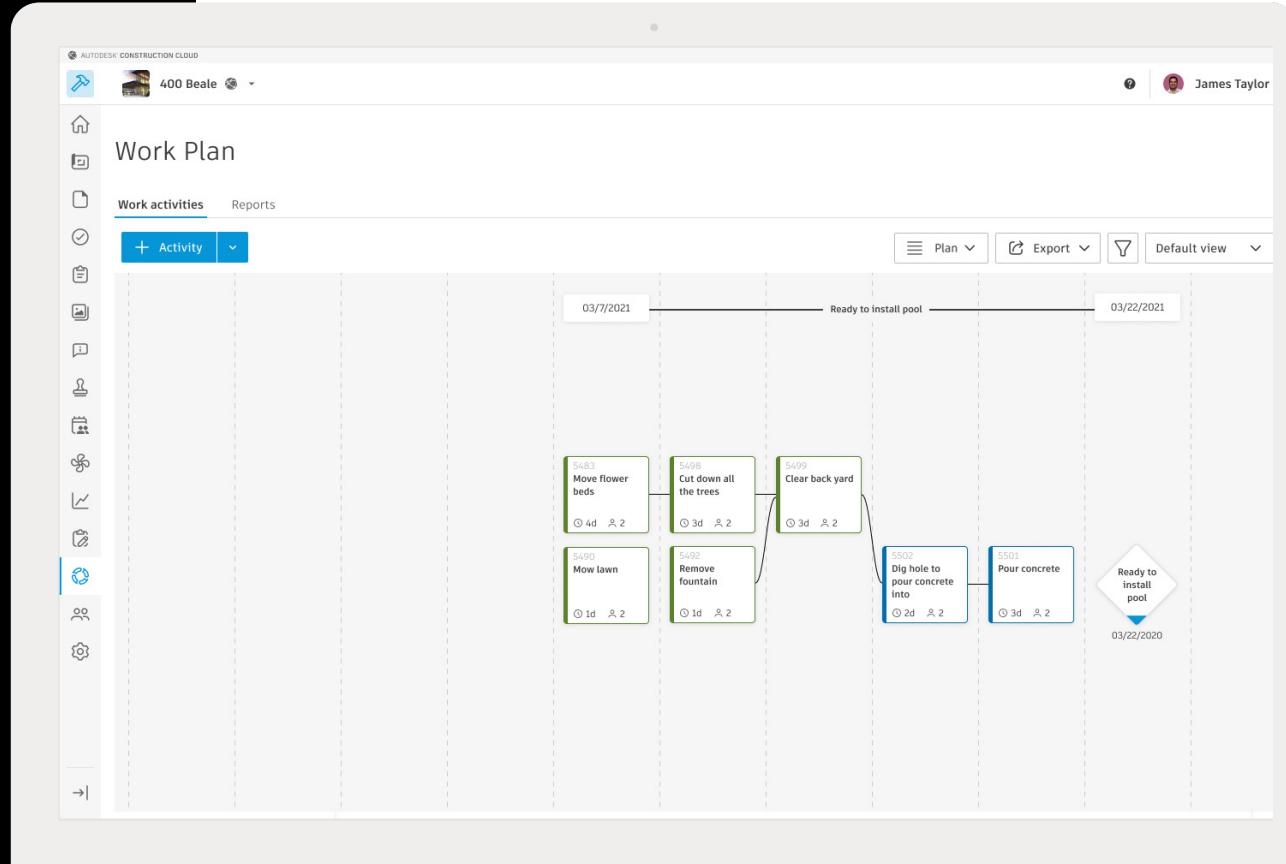 AUTODESK® CONSTRUCTION CLOUD
400 Beale
James Taylor
Work Plan
Work activities Reports
+ Activity
Plan
Export
Default view
03/7/2021
Ready to install pool
03/22/2021
5483
Move flower
beds
4d 2
5498
Cut down all
the trees
3d 2
5499
Clear back yard
3d 2
5490
Mow lawn
1d 2
5492
Remove
fountain
1d 2
5502
Dig hole to
pour concrete
into
2d 2
5501
Pour concrete
3d 2
Ready to
install
pool
03/22/2020